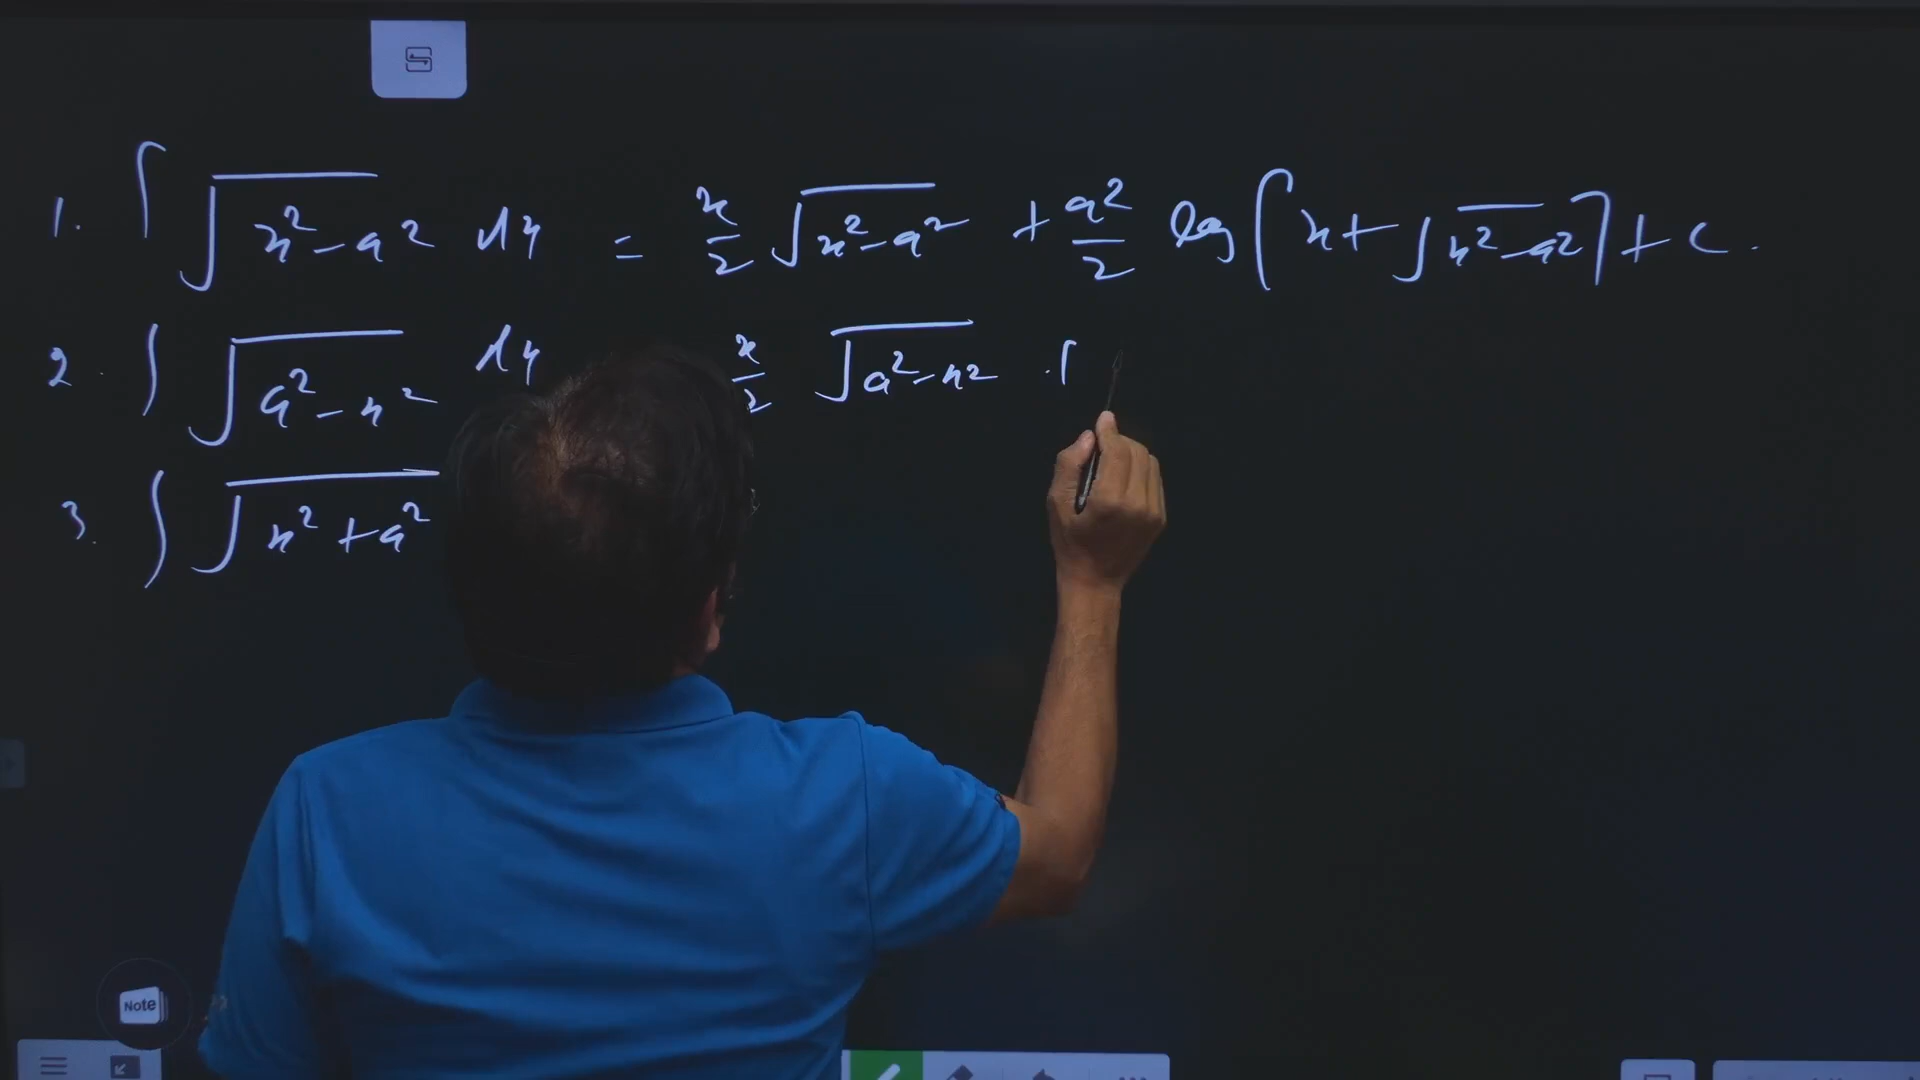 1. ∫ √x²-a² dx = x/2 √x²-a² + a²/2 log[x+√x²-a²]+c.
2. ∫ √a²-x² dx x/2 √a²-x²
3. ∫ √x²+a²
Note